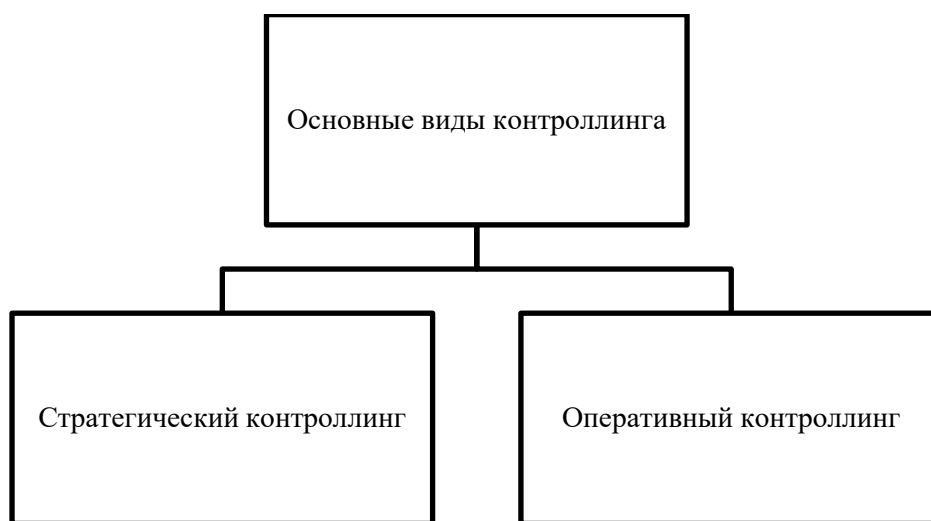 Основные виды контроллинга
Стратегический контроллинг
Оперативный контроллинг